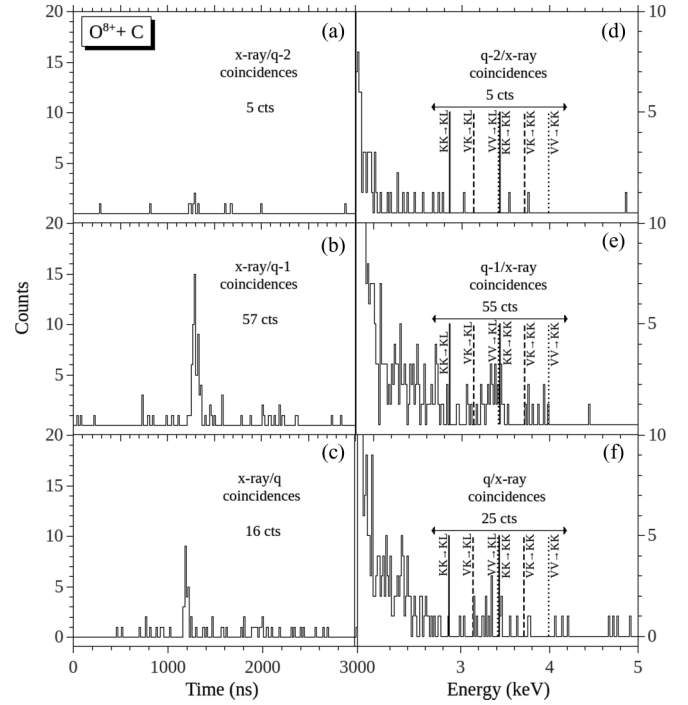 O8+ + C
(a)
x-ray/q-2
coincidences
5 cts
20
15
10
5
(d)
q-2/x-ray
coincidences
5 cts
KK→KL
VK→KL
VV→KL
KK→KK
VK→KK
VV→KK
10
5
(b)
x-ray/q-1
coincidences
57 cts
20
15
10
5
(e)
q-1/x-ray
coincidences
55 cts
KK→KL
VK→KL
VV→KL
KK→KK
VK→KK
VV→KK
10
5
Counts
(c)
x-ray/q
coincidences
16 cts
20
15
10
5
0
(f)
q/x-ray
coincidences
25 cts
KK→KL
VK→KL
VV→KL
KK→KK
VK→KK
VV→KK
10
5
0
0 1000 2000 3000
Time (ns)
3 4 5
Energy (keV)